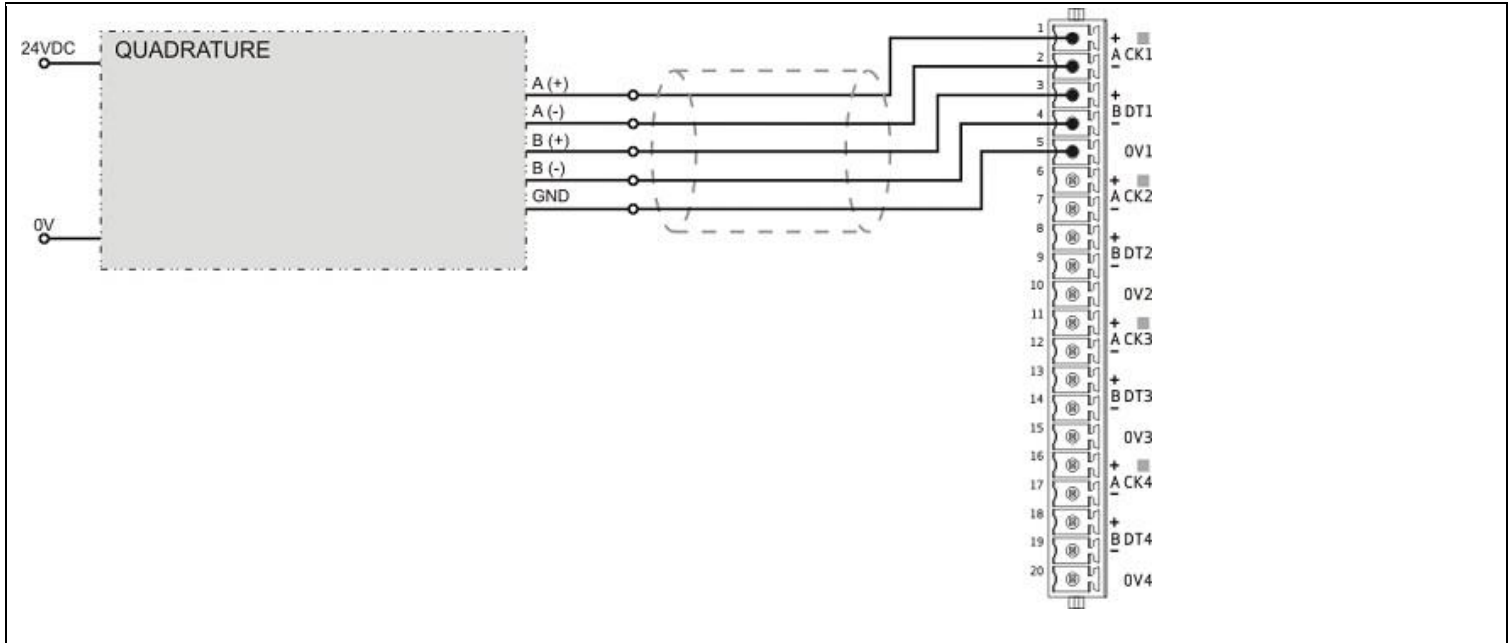 24VDC
QUADRATURE
0V
A (+)
A (-)
B (+)
B (-)
GND
1
2
3
4
5
6
7
8
9
10
11
12
13
14
15
16
17
18
19
20
+
A CK1
-
+
B DT1
-
0V1
+
A CK2
-
+
B DT2
-
0V2
+
A CK3
-
+
B DT3
-
0V3
+
A CK4
-
+
B DT4
-
0V4